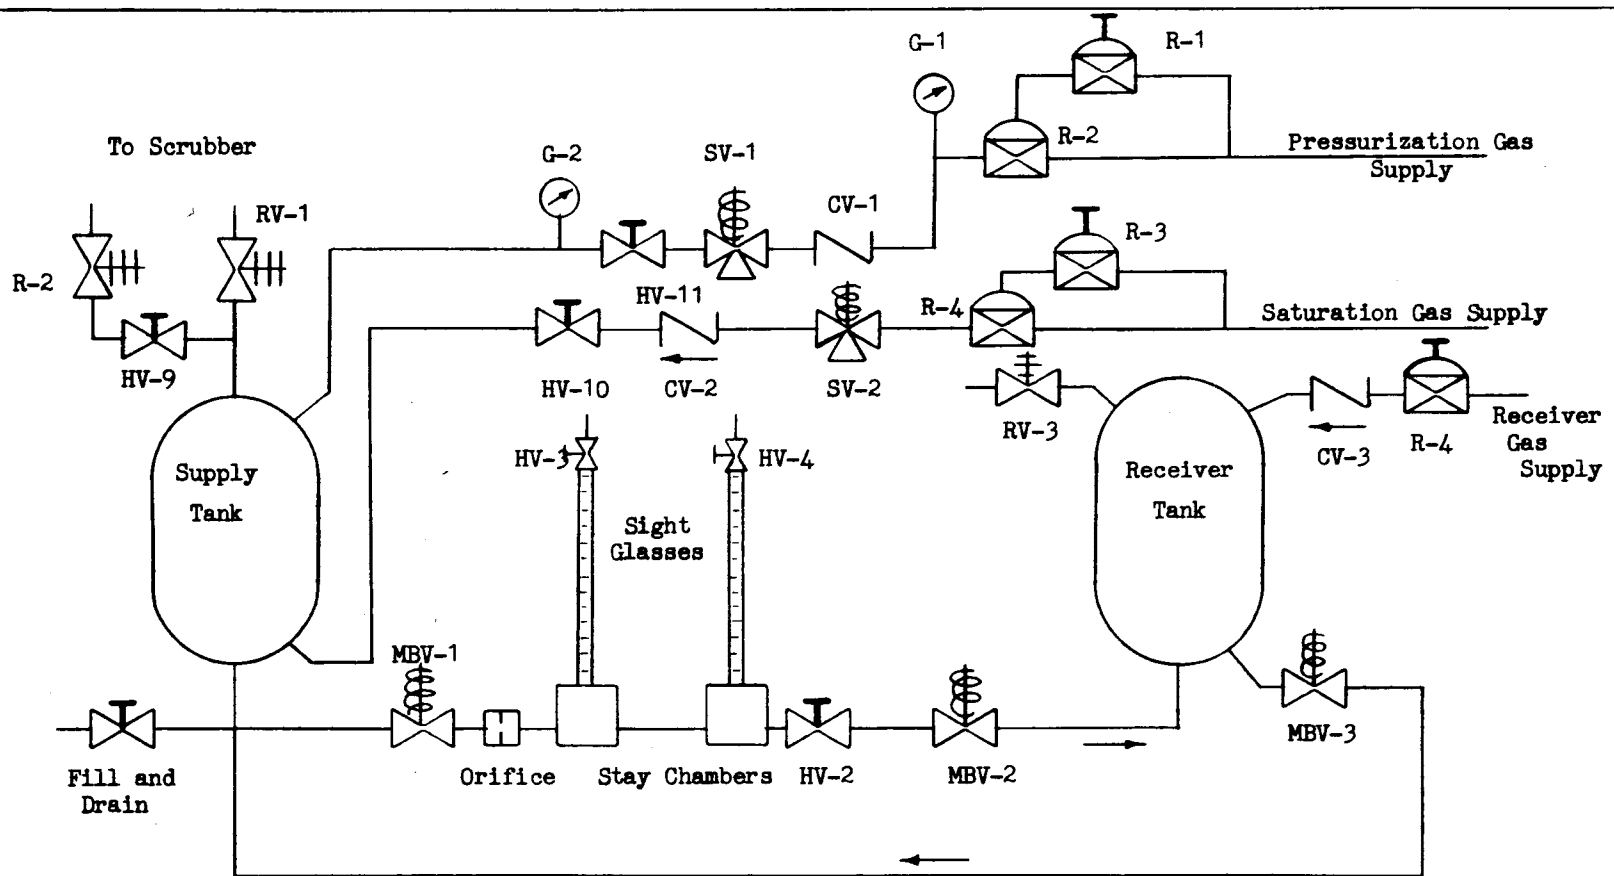 G-1
R-1
To Scrubber
G-2
SV-1
R-2
Pressurization Gas
Supply
RV-1
CV-1
R-3
R-2
HV-11
R-4
Saturation Gas Supply
HV-9
HV-10
CV-2
SV-2
RV-3
CV-3
R-4
Receiver
Gas
Supply
HV-3
HV-4
Supply
Tank
Sight
Glasses
Receiver
Tank
MBV-1
MBV-3
Fill and
Drain
Orifice
Stay Chambers
HV-2
MBV-2